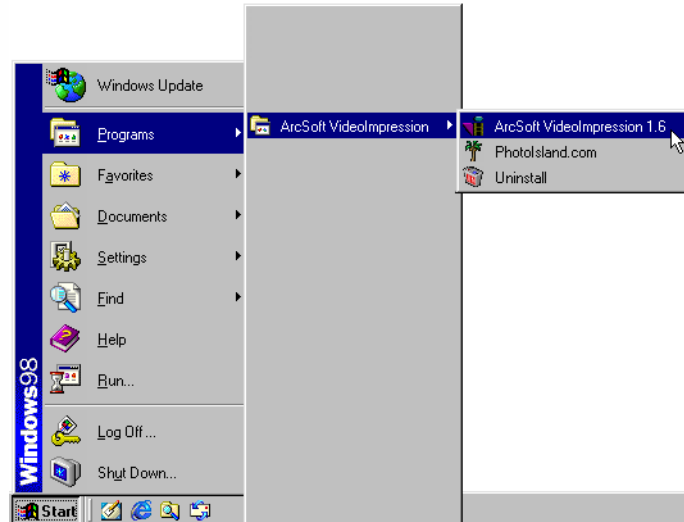 Windows Update
Programs
Favorites
Documents
Settings
Find
Help
Run...
Log Off...
Shut Down...
Windows98
Start
ArcSoft VideoImpression
ArcSoft VideoImpression 1.6
PhotoIsland.com
Uninstall